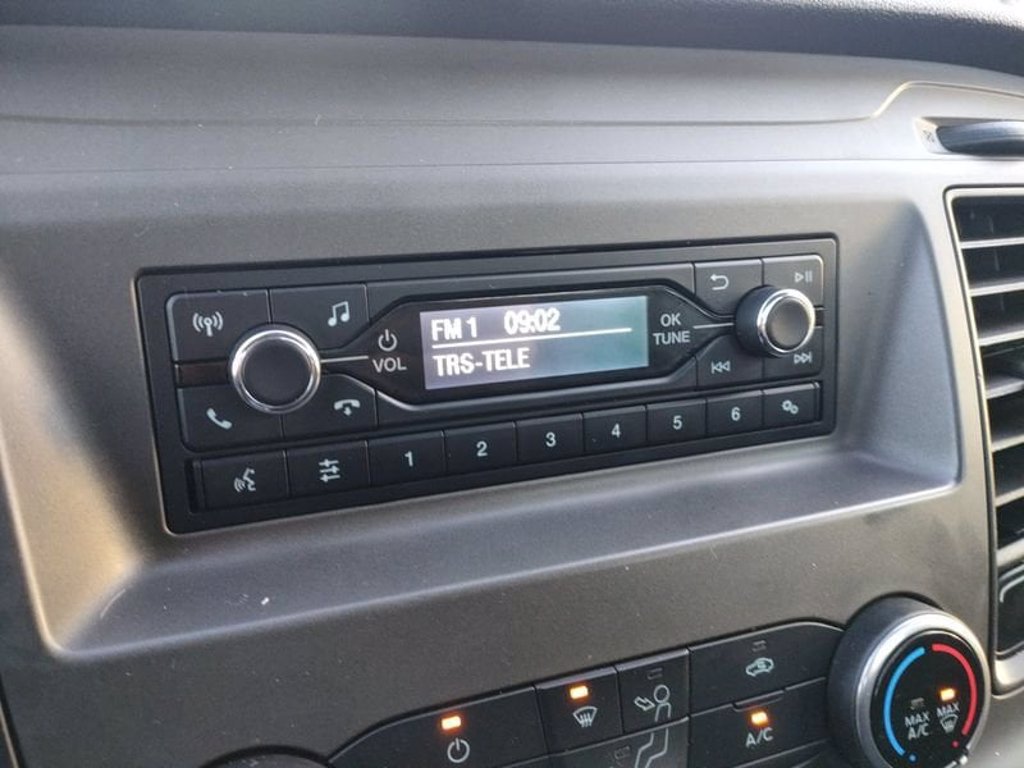 FM 1 09:02
TRS-TELE
VOL
OK
TUNE
1 2 3 4 5 6
A/C
MAX
A/C
MAX